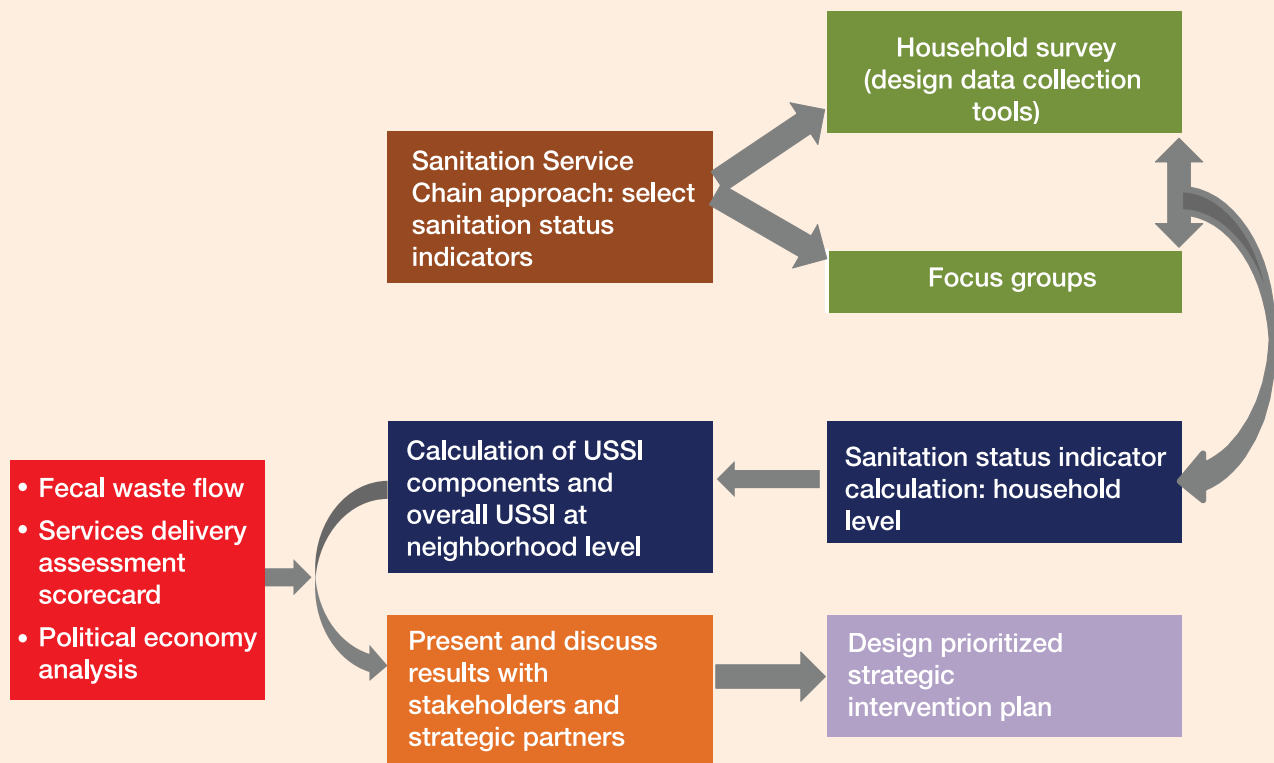 Household survey
(design data collection
tools)
Sanitation Service
Chain approach: select
sanitation status
indicators
Focus groups
Calculation of USSI
components and
overall USSI at
neighborhood level
Sanitation status indicator
calculation: household
level
• Fecal waste flow
• Services delivery
assessment
scorecard
• Political economy
analysis
Present and discuss
results with
stakeholders and
strategic partners
Design prioritized
strategic
intervention plan